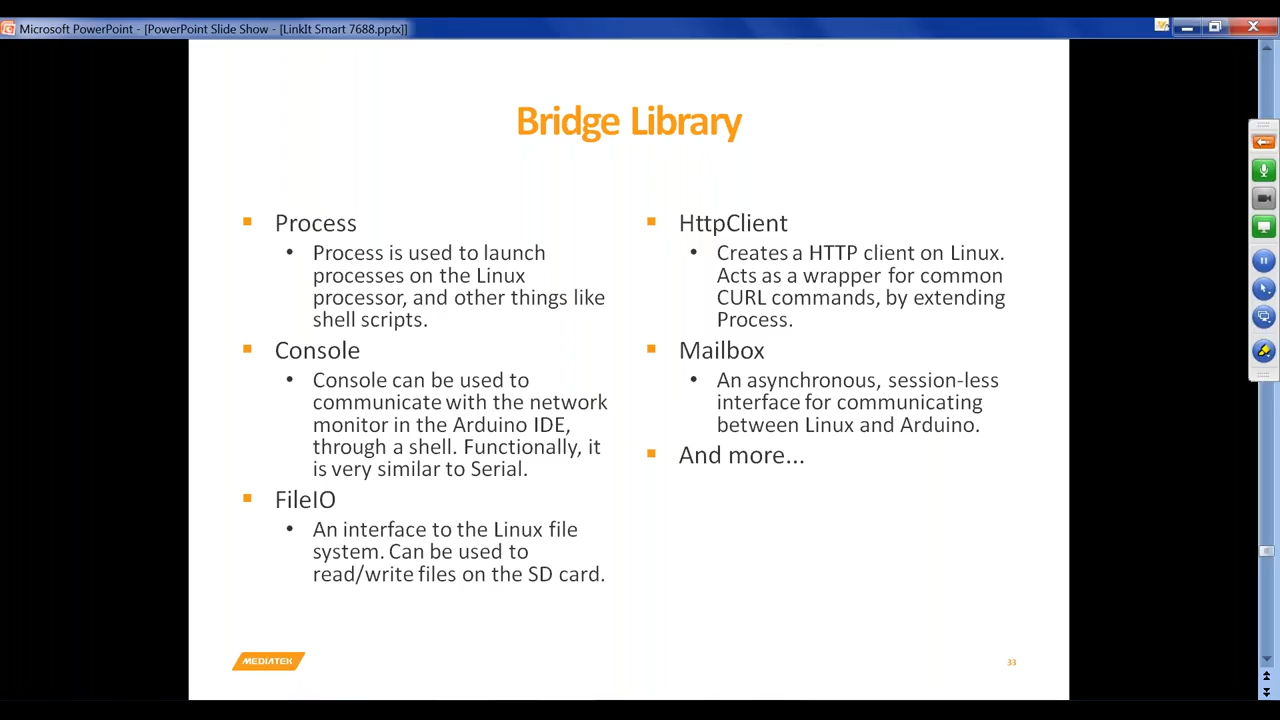 Microsoft PowerPoint - [PowerPoint Slide Show - [LinkIt Smart 7688.pptx]]
Bridge Library
Process
Process is used to launch
processes on the Linux
processor, and other things like
shell scripts.
Console
Console can be used to
communicate with the network
monitor in the Arduino IDE,
through a shell. Functionally, it
is very similar to Serial.
FileIO
An interface to the Linux file
system. Can be used to
read/write files on the SD card.
HttpClient
Creates a HTTP client on Linux.
Acts as a wrapper for common
CURL commands, by extending
Process.
Mailbox
An asynchronous, session-less
interface for communicating
between Linux and Arduino.
And more...
MEDIATEK
33